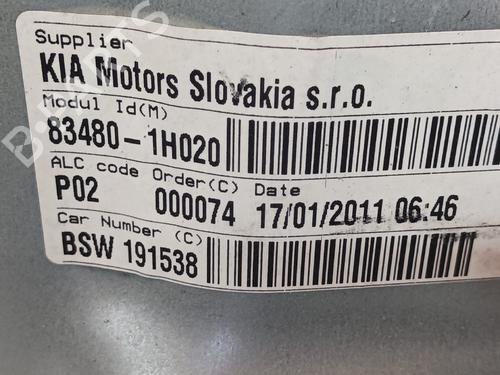 Supplier
KIA Motors Slovakia s.r.o.
Modul Id(M)
83480-1H020
ALC code Order(C) Date
P02 000074 17/01/2011 06:46
Car Number (C)
BSW 191538
B-PARTS